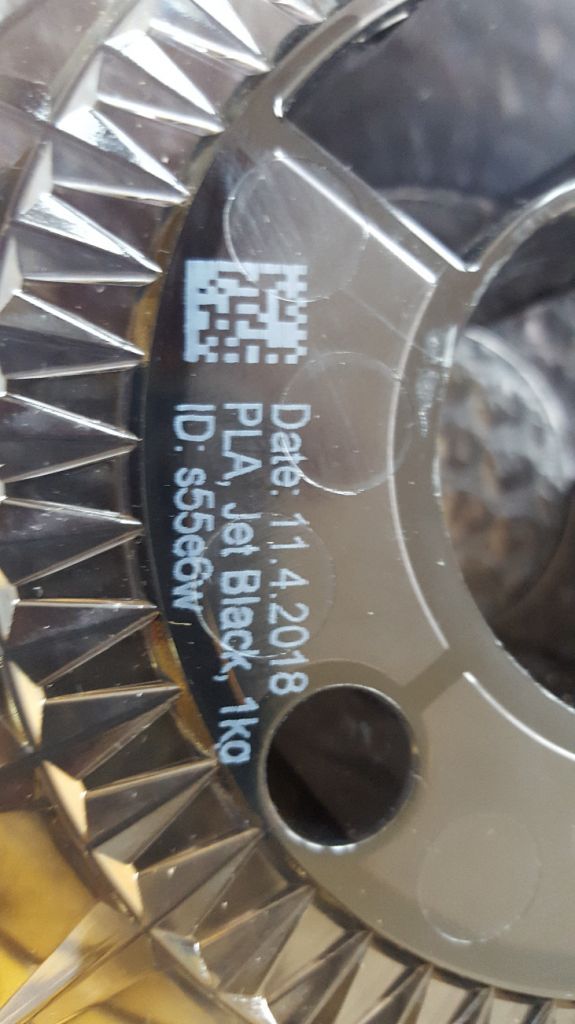 Date: 11.4.2018
PLA, Jet Black, 1kg
ID: s55e6w